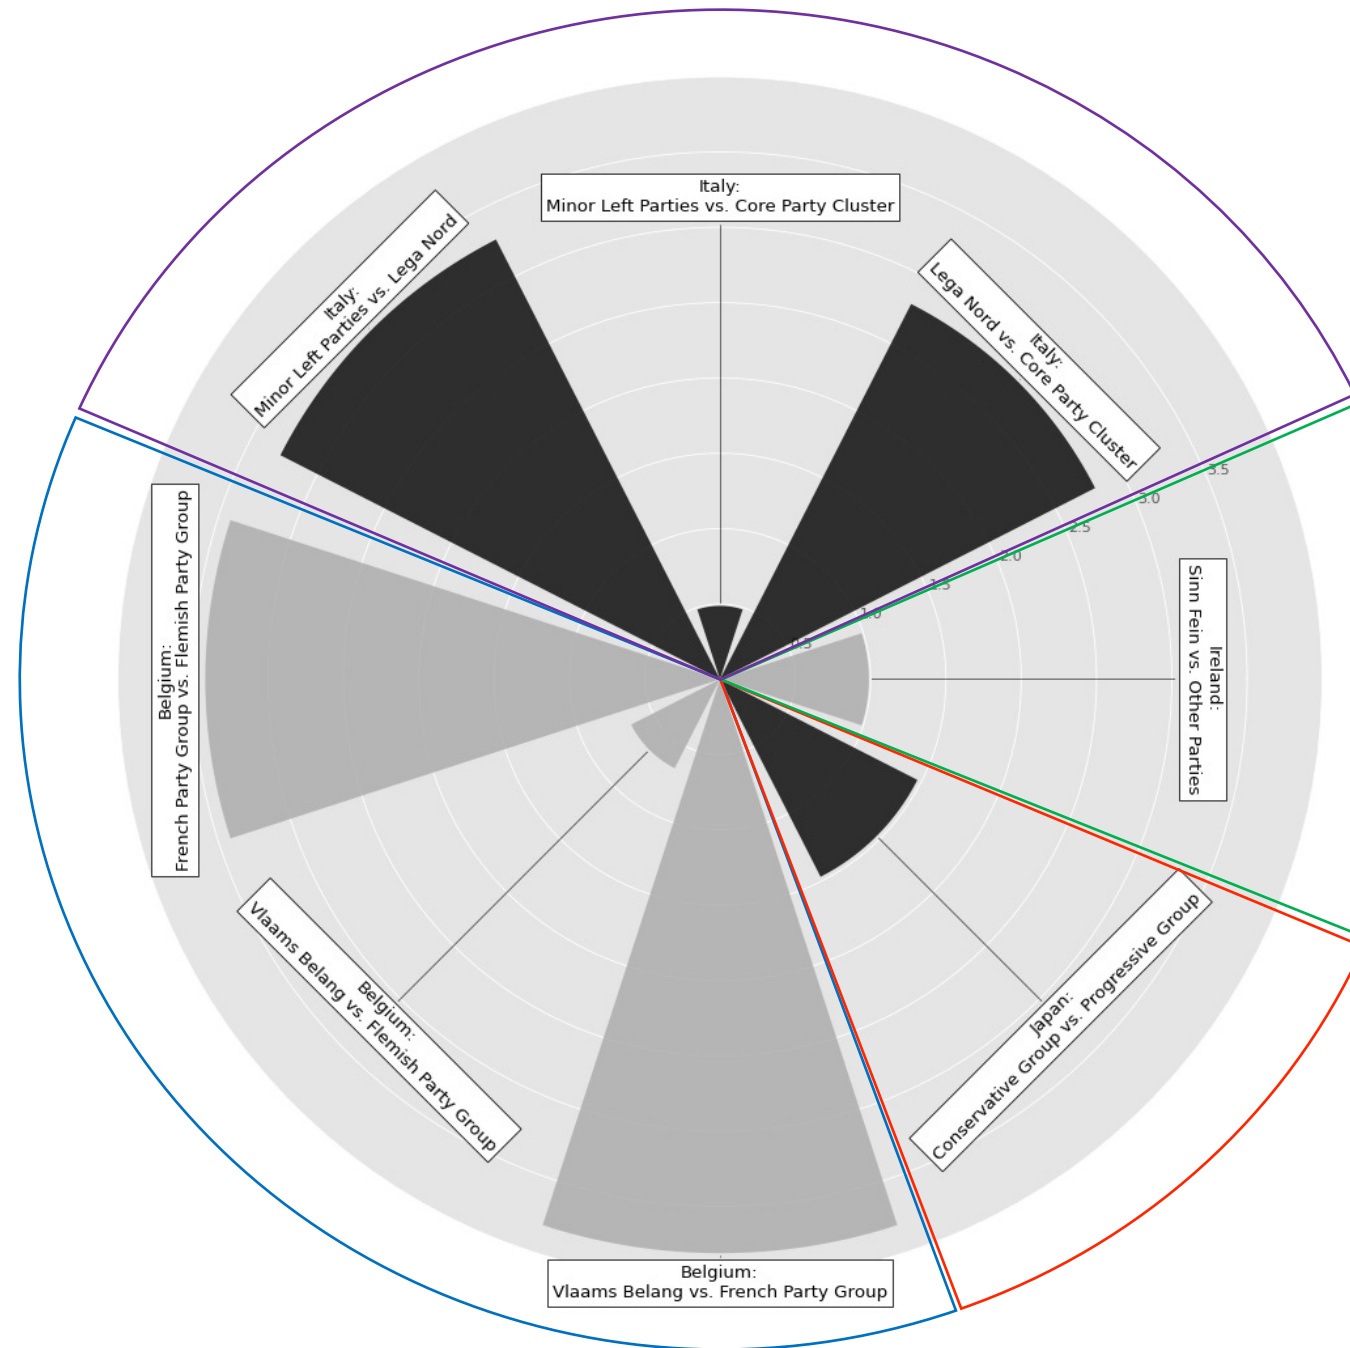 Italy:
Minor Left Parties vs. Core Party Cluster
Italy:
Minor Left Parties vs. Lega Nord
Italy:
Lega Nord vs. Core Party Cluster
3.5
3.0
2.5
2.0
1.5
1.0
0.5
Ireland:
Sinn Fein vs. Other Parties
Belgium:
French Party Group vs. Flemish Party Group
Belgium:
Vlaams Belang vs. Flemish Party Group
Japan:
Conservative Group vs. Progressive Group
Belgium:
Vlaams Belang vs. French Party Group